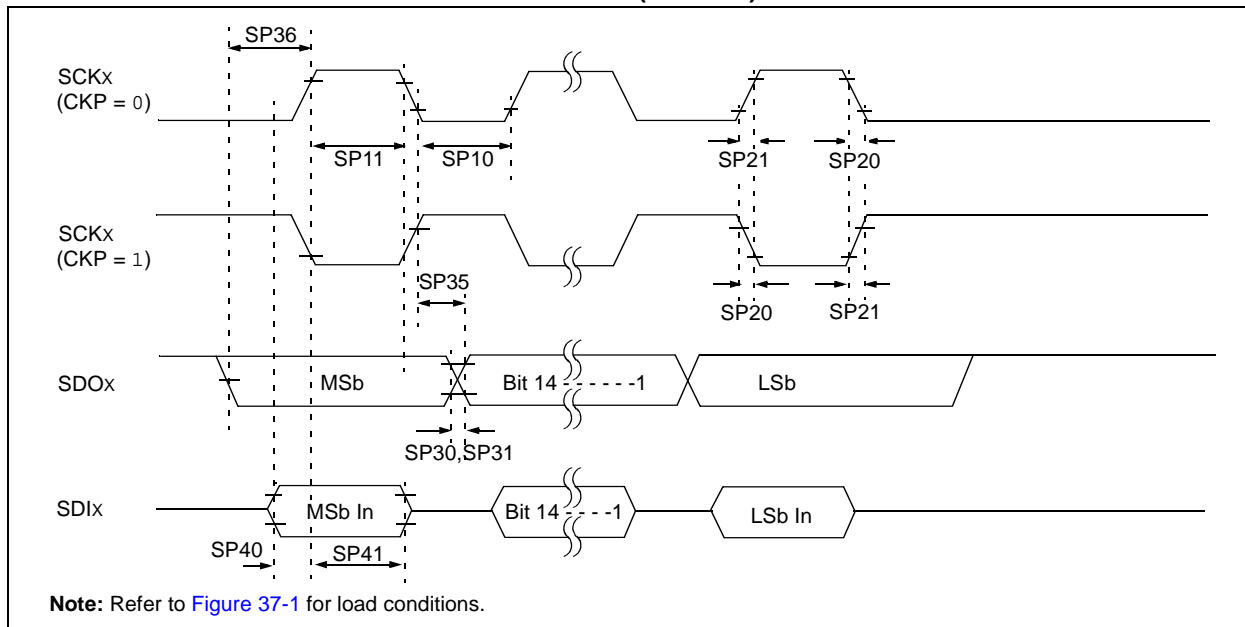 SP36
SCKx
(CKP = 0)
SP11
SP10
SP21
SP20
SCKx
(CKP = 1)
SP35
SP20
SP21
SDOx
MSb
Bit 14 - - - - - -1
LSb
SP30,SP31
SDIx
MSb In
Bit 14 - - - - -1
LSb In
SP40
SP41
Note: Refer to Figure 37-1 for load conditions.